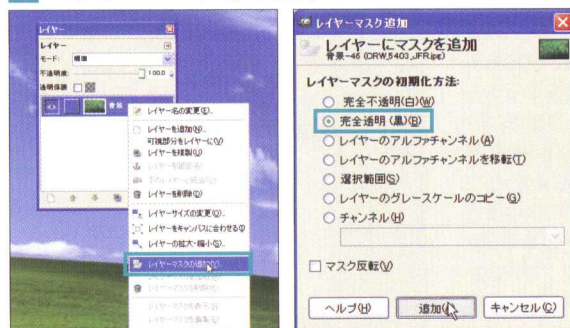 レイヤー
レイヤー
モード: 標準
不透明度: 100.0
透明保護
背景
レイヤー名の変更(E)...
レイヤーを追加(N)...
可視部分をレイヤーに(V)
レイヤーを複製(U)
レイヤーを削除(D)
レイヤーサイズの変更(O)...
レイヤーをキャンバスに合わせる(I)
レイヤーの拡大・縮小(S)...
レイヤーマスクの追加(Y)...
レイヤーマスク追加
レイヤーにマスクを追加
背景-46 (CRW_5403_JFR.jpg)
レイヤーマスクの初期化方法:
完全不透明(白)(W)
完全透明 (黒)(B)
レイヤーのアルファチャンネル(A)
レイヤーのアルファチャンネルを移転(T)
選択範囲(S)
レイヤーのグレースケールのコピー(G)
チャンネル(H)
マスク反転(V)
ヘルプ(H)
追加(A)
キャンセル(C)